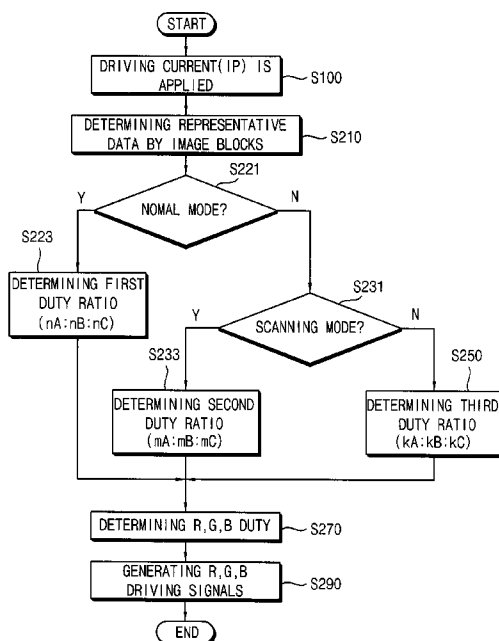 START
DRIVING CURRENT(IP) IS
APPLIED
S100
DETERMINING REPRESENTATIVE
DATA BY IMAGE BLOCKS
S210
S221
Y
NOMAL MODE?
N
S223
DETERMINING FIRST
DUTY RATIO
(nA:nB:nC)
S231
Y
SCANNING MODE?
N
S233
DETERMINING SECOND
DUTY RATIO
(mA:mB:mC)
S250
DETERMINING THIRD
DUTY RATIO
(kA:kB:kC)
DETERMINING R,G,B DUTY
S270
GENERATING R,G,B
DRIVING SIGNALS
S290
END